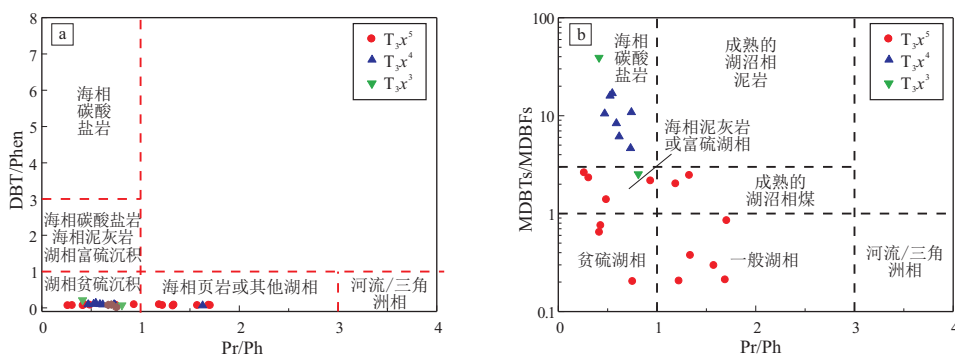 a
DBT/Phen
8
7
6
5
4
3
2
1
0
海相
碳酸
盐岩
海相碳酸盐岩
海相泥灰岩
湖相富硫沉积
湖相贫硫沉积
海相页岩或其他湖相
河流/三角
洲相
T₃x⁵
T₃x⁴
T₃x³
0
1
2
3
4
Pr/Ph
b
MDBTs/MDBFs
100
10
1
0.1
海相
碳酸
盐岩
成熟的
湖沼相
泥岩
海相泥灰岩
或富硫湖相
成熟的
湖沼相煤
贫硫湖相
一般湖相
河流/三角
洲相
T₃x⁵
T₃x⁴
T₃x³
0
1
2
3
4
Pr/Ph